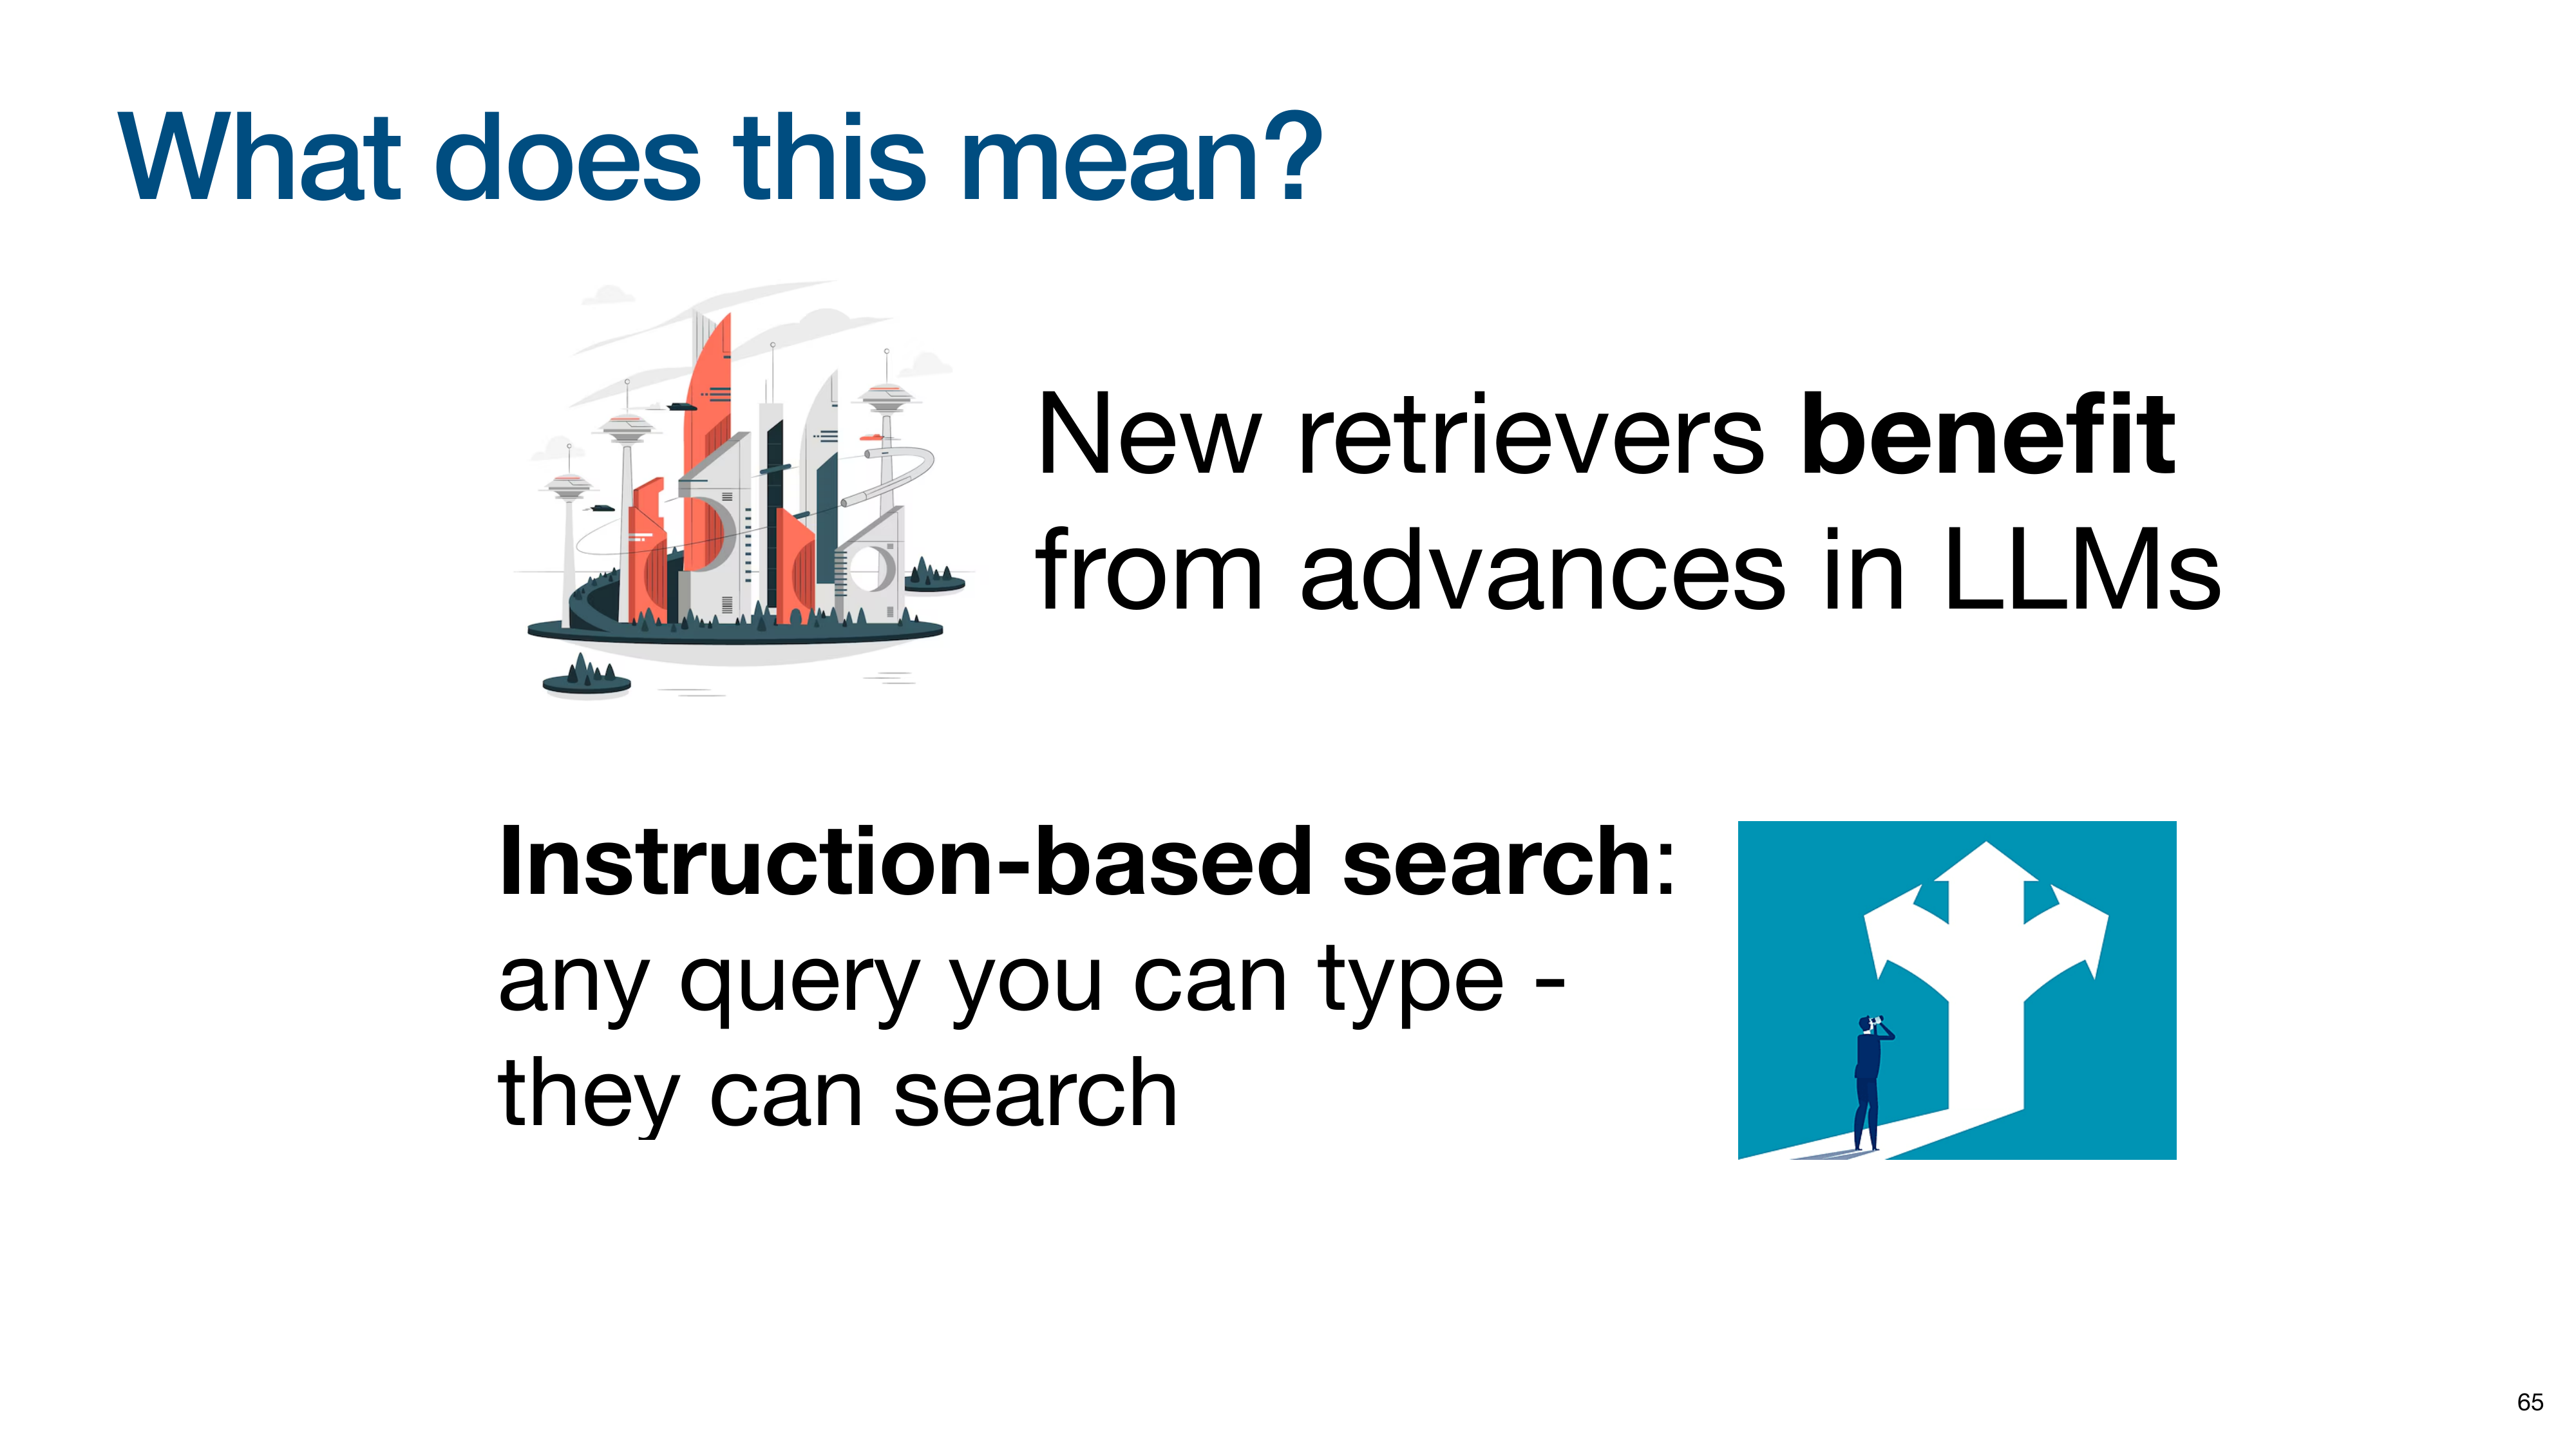 What does this mean?
New retrievers benefit
from advances in LLMs
Instruction-based search:
any query you can type -
they can search
65